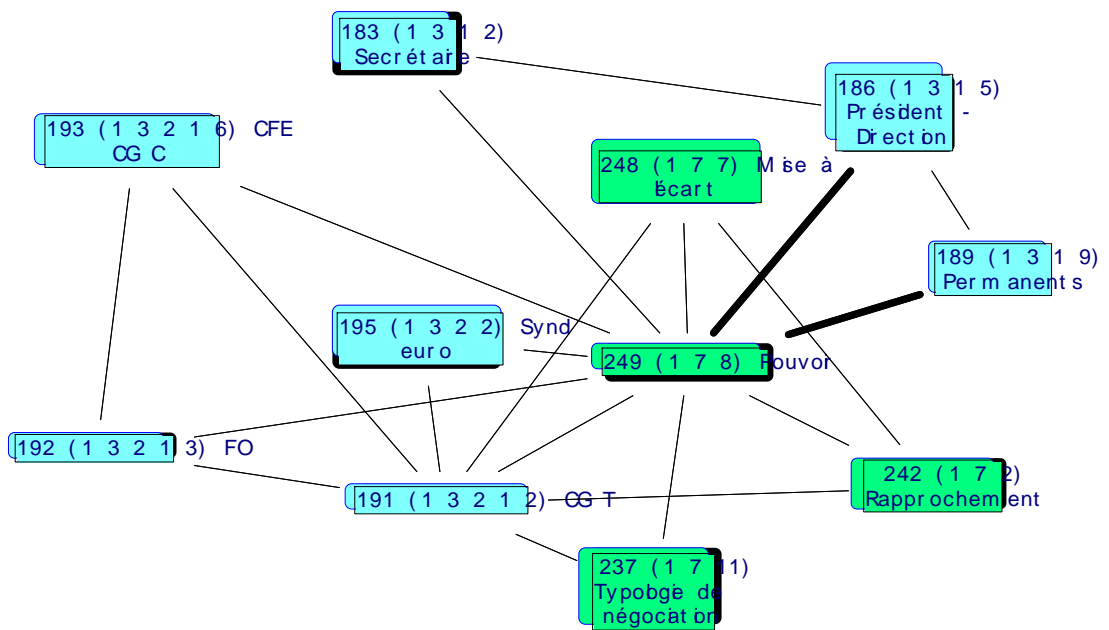 183 (1 3 1 2)
Secrétaire
186 (1 3 1 5)
Président -
Direction
193 (1 3 2 1 6) CFE
CGC
248 (1 7 7) Mise à
l'écart
189 (1 3 1 9)
Permanents
195 (1 3 2 2) Synd
euro
249 (1 7 8) Pouvoir
192 (1 3 2 1 3) FO
242 (1 7 2)
Rapprochement
191 (1 3 2 1 2) CGT
237 (1 7 11)
Typologie de
négociation